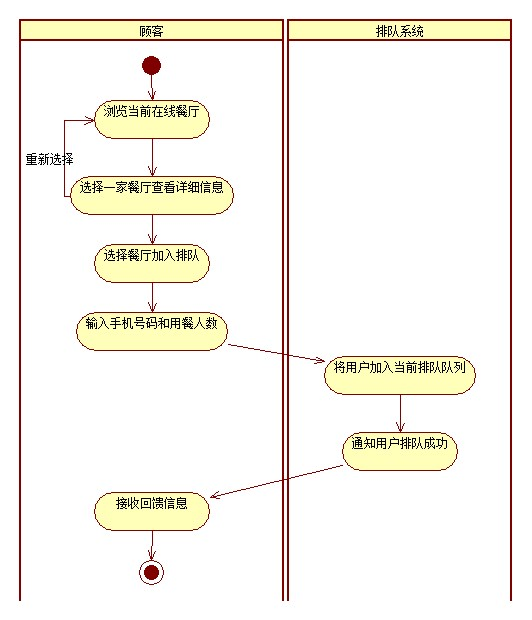 顾客
排队系统
浏览当前在线餐厅
重新选择
选择一家餐厅查看详细信息
选择餐厅加入排队
输入手机号码和用餐人数
将用户加入当前排队队列
通知用户排队成功
接收回馈信息